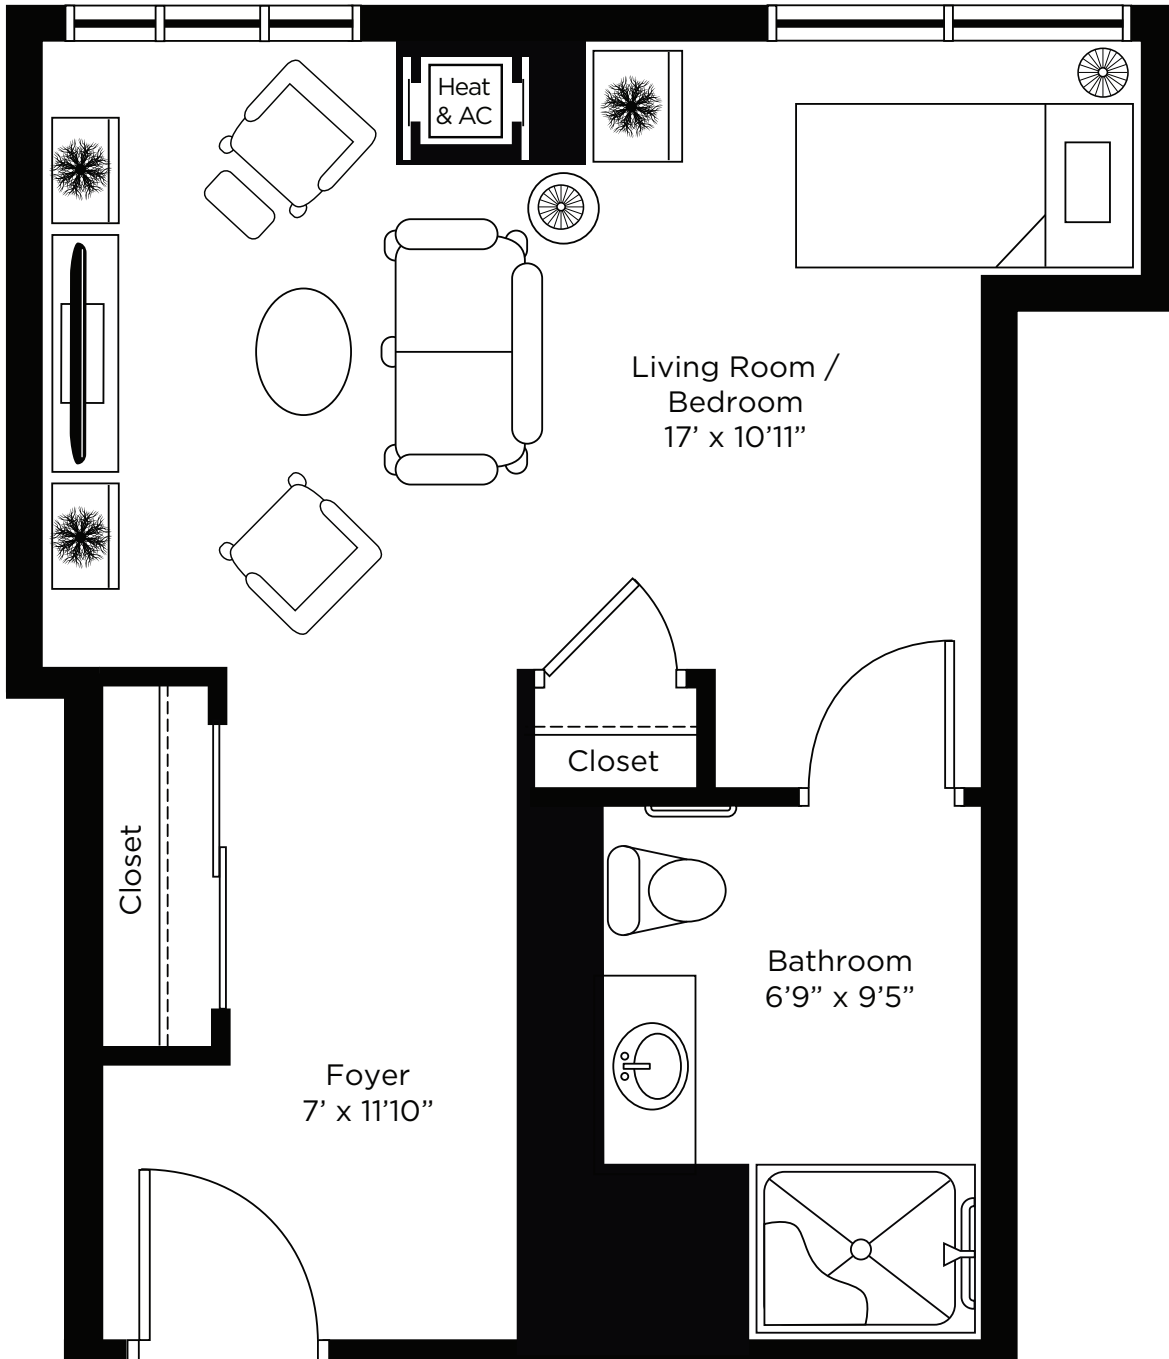 Heat
& AC
Living Room /
Bedroom
17’ x 10’11”
Closet
Closet
Bathroom
6’9” x 9’5”
Foyer
7’ x 11’10”